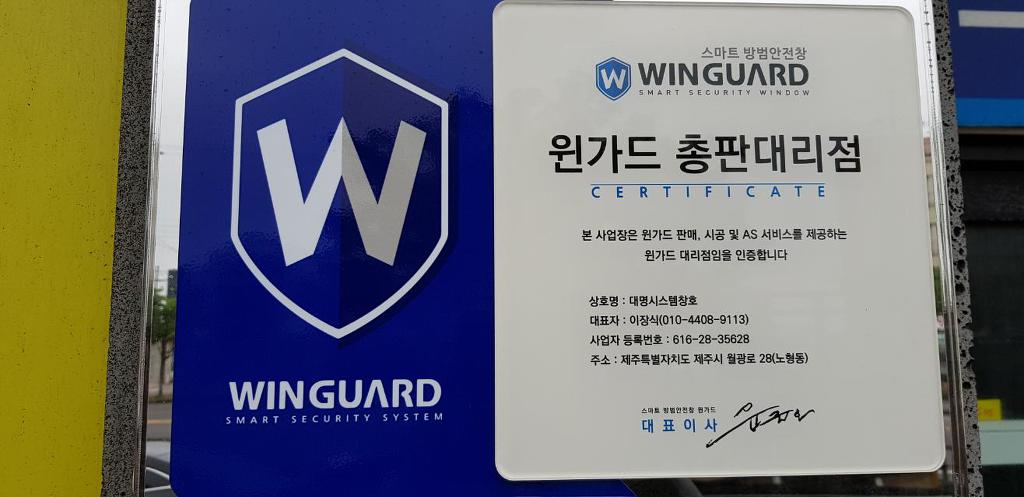 WINGUARD
SMART SECURITY SYSTEM
스마트 방범안전창
WINGUARD
SMART SECURITY WINDOW
윈가드 총판대리점
CERTIFICATE
본 사업장은 윈가드 판매, 시공 및 AS 서비스를 제공하는
윈가드 대리점임을 인증합니다
상호명 : 대명시스템창호
대표자 : 이장식(010-4408-9113)
사업자 등록번호 : 616-28-35628
주소 : 제주특별자치도 제주시 월광로 28(노형동)
스마트 방범안전창 윈가드
대표이사